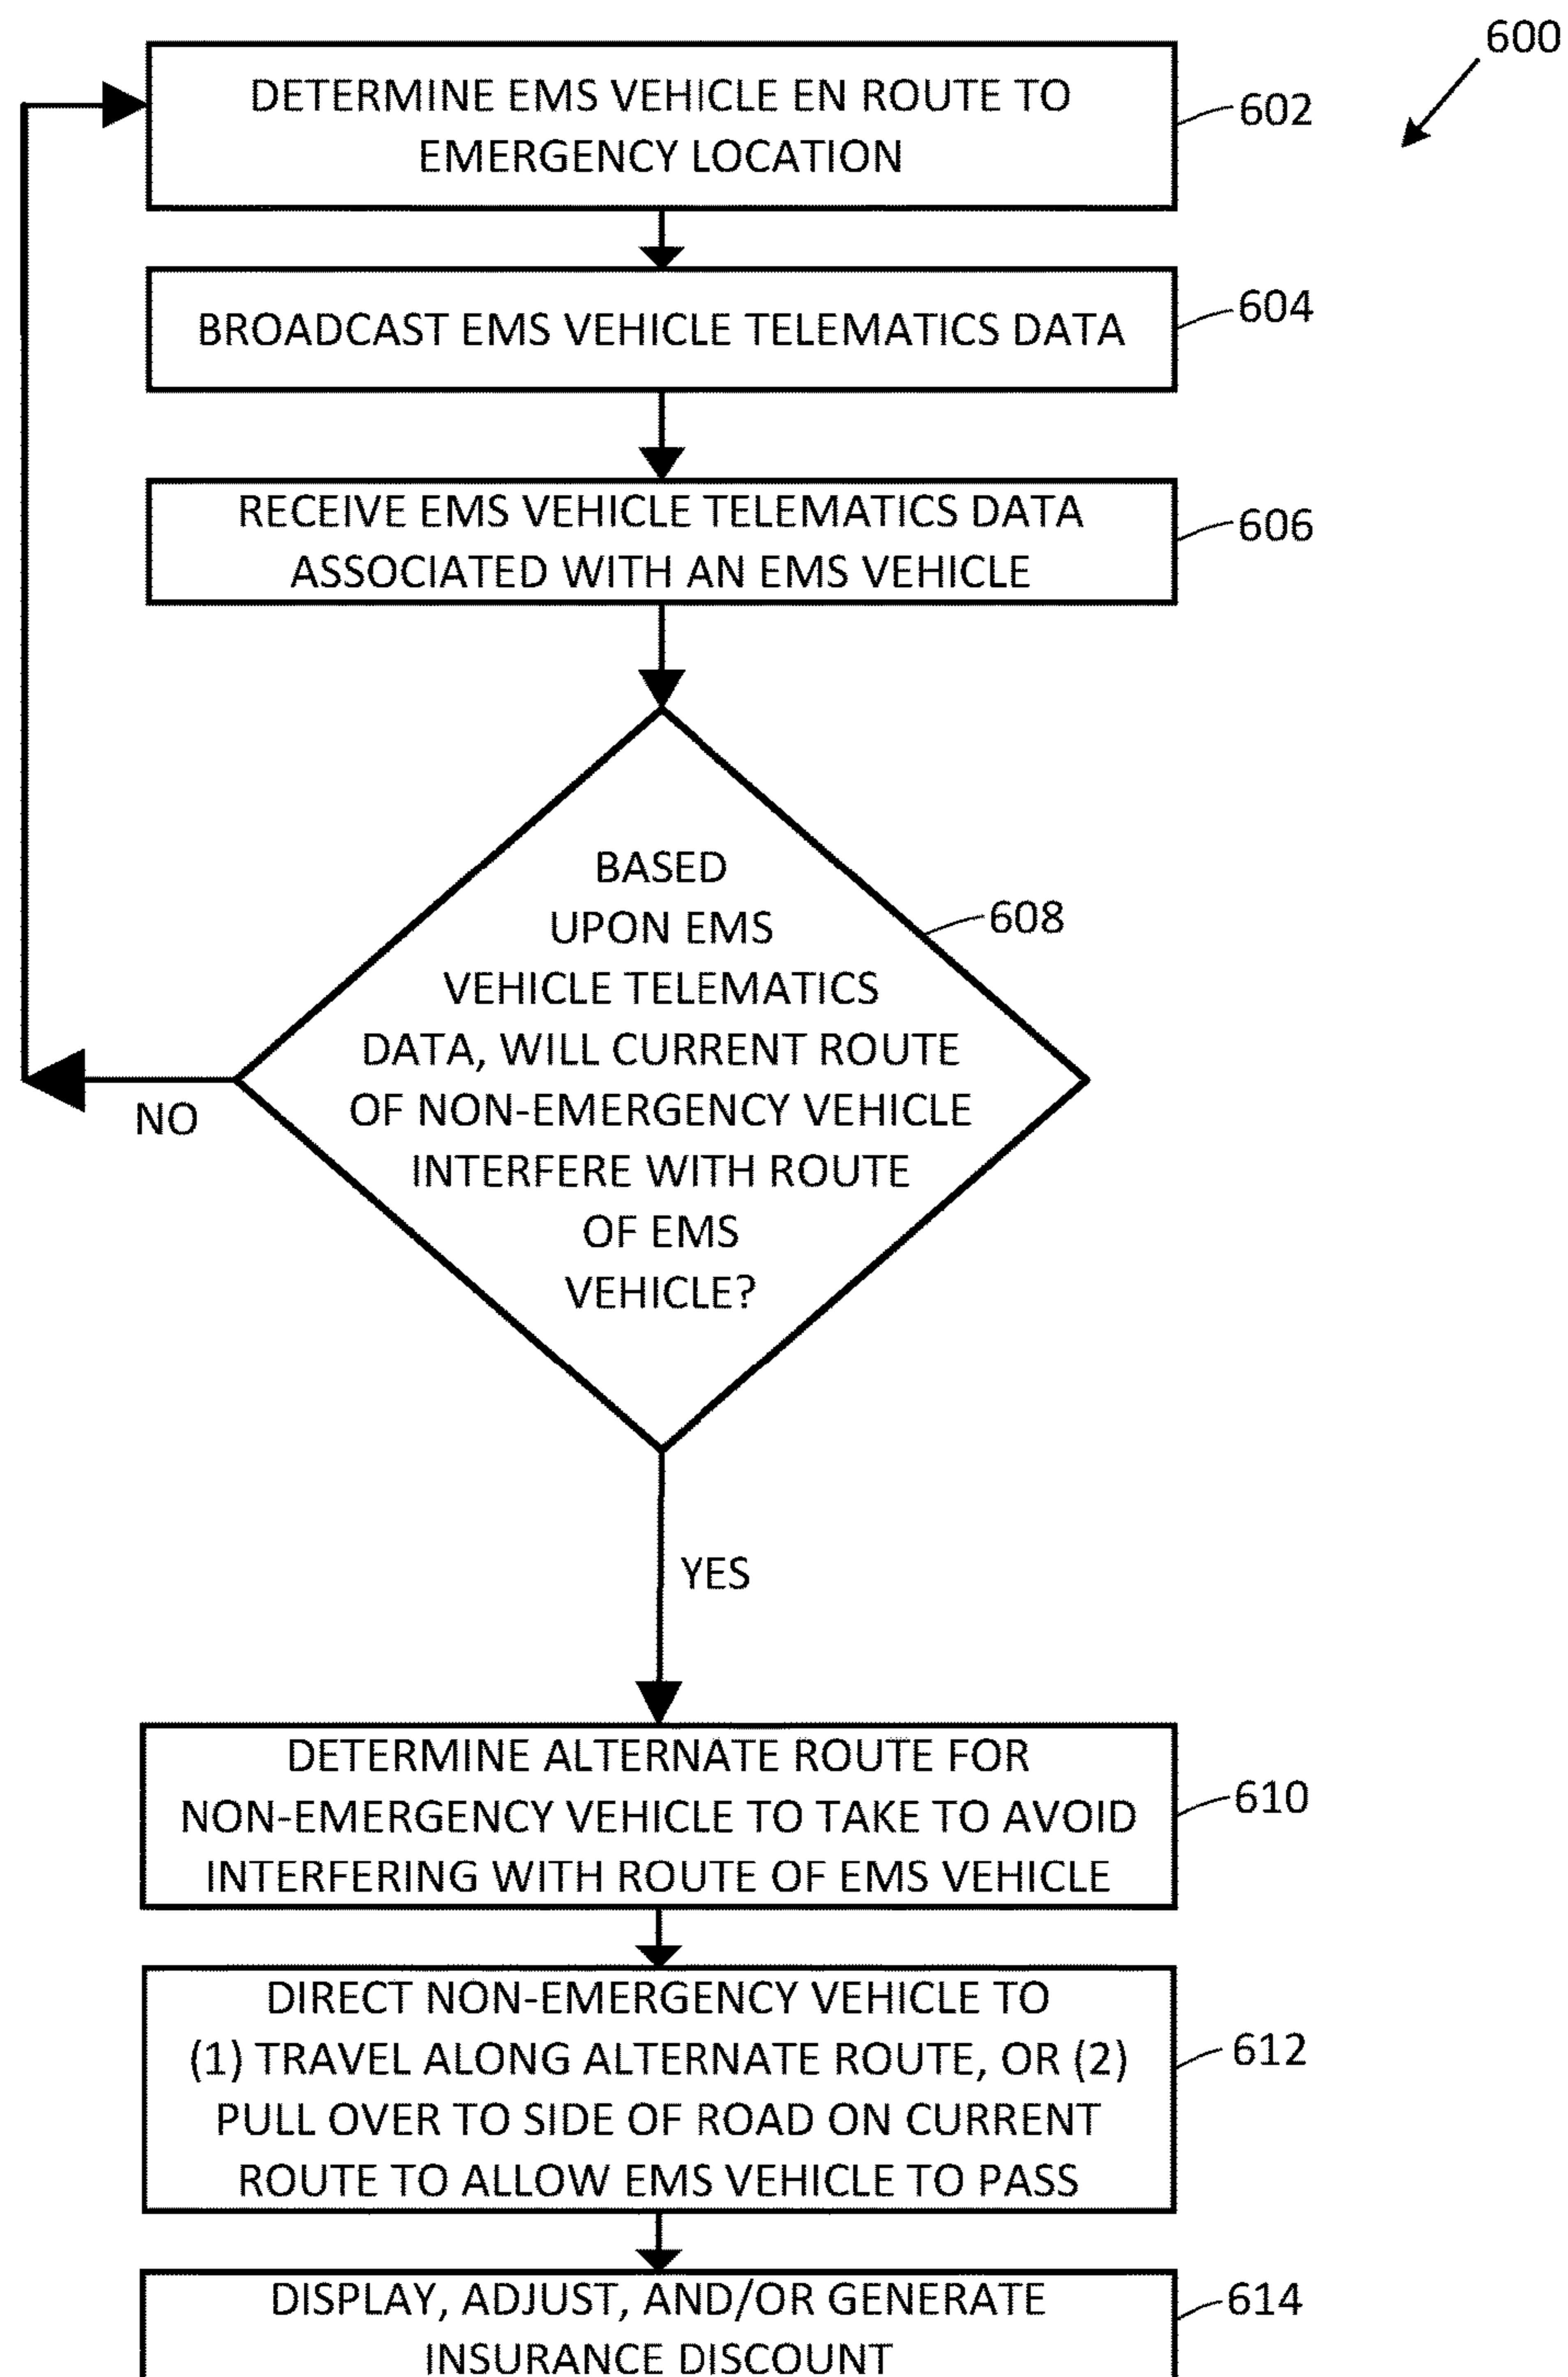 600
DETERMINE EMS VEHICLE EN ROUTE TO
EMERGENCY LOCATION
602
BROADCAST EMS VEHICLE TELEMATICS DATA
604
RECEIVE EMS VEHICLE TELEMATICS DATA
ASSOCIATED WITH AN EMS VEHICLE
606
BASED
UPON EMS
VEHICLE TELEMATICS
DATA, WILL CURRENT ROUTE
OF NON-EMERGENCY VEHICLE
INTERFERE WITH ROUTE
OF EMS
VEHICLE?
608
NO
YES
DETERMINE ALTERNATE ROUTE FOR
NON-EMERGENCY VEHICLE TO TAKE TO AVOID
INTERFERING WITH ROUTE OF EMS VEHICLE
610
DIRECT NON-EMERGENCY VEHICLE TO
(1) TRAVEL ALONG ALTERNATE ROUTE, OR (2)
PULL OVER TO SIDE OF ROAD ON CURRENT
ROUTE TO ALLOW EMS VEHICLE TO PASS
612
DISPLAY, ADJUST, AND/OR GENERATE
INSURANCE DISCOUNT
614